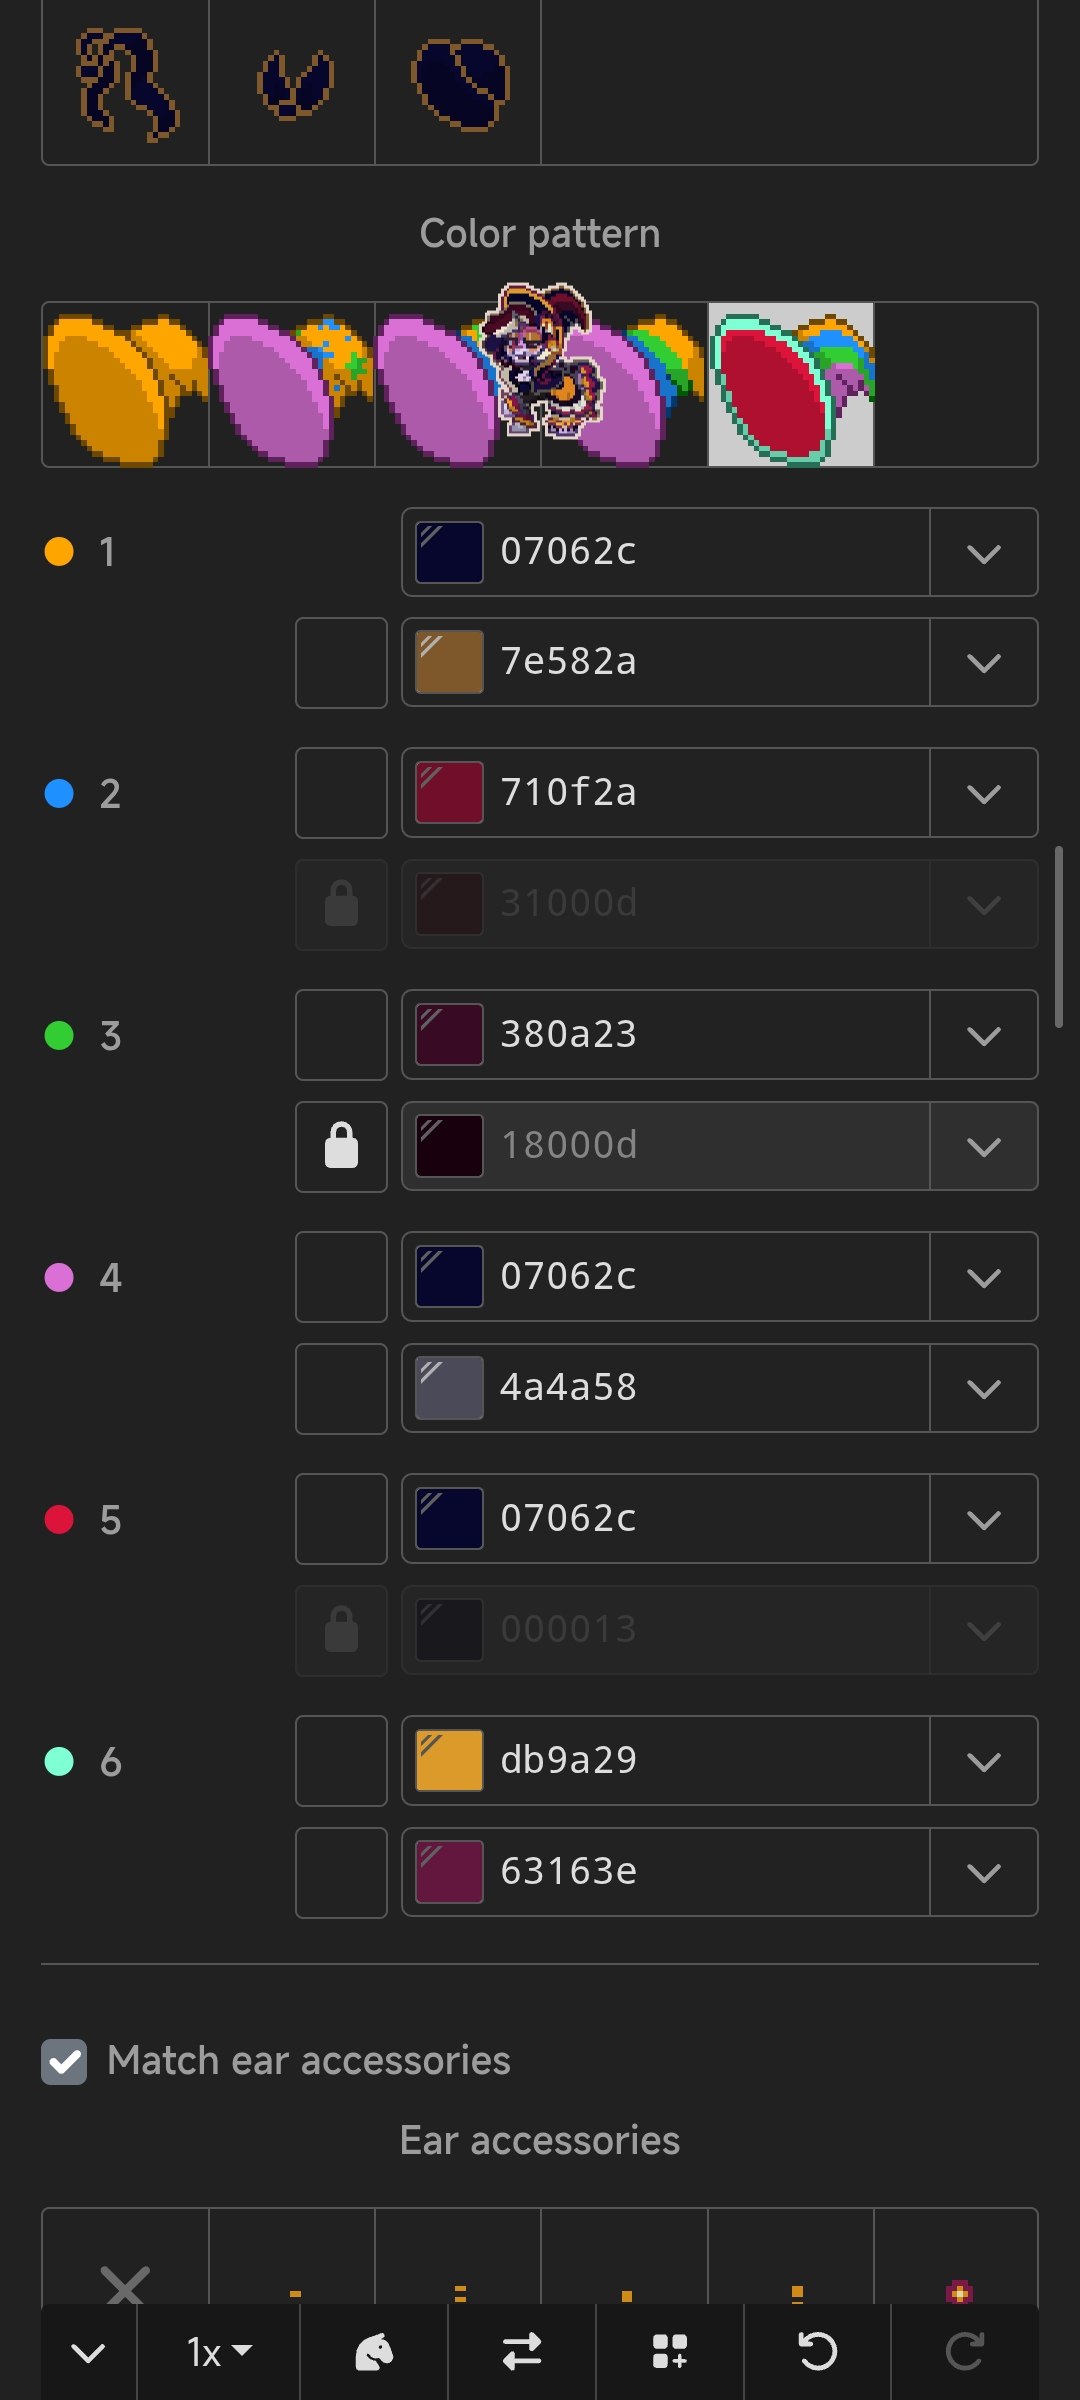 Color pattern
1 07062c
7e582a
2 710f2a
31000d
3 380a23
18000d
4 07062c
4a4a58
5 07062c
000013
6 db9a29
63163e
Match ear accessories
Ear accessories
1x